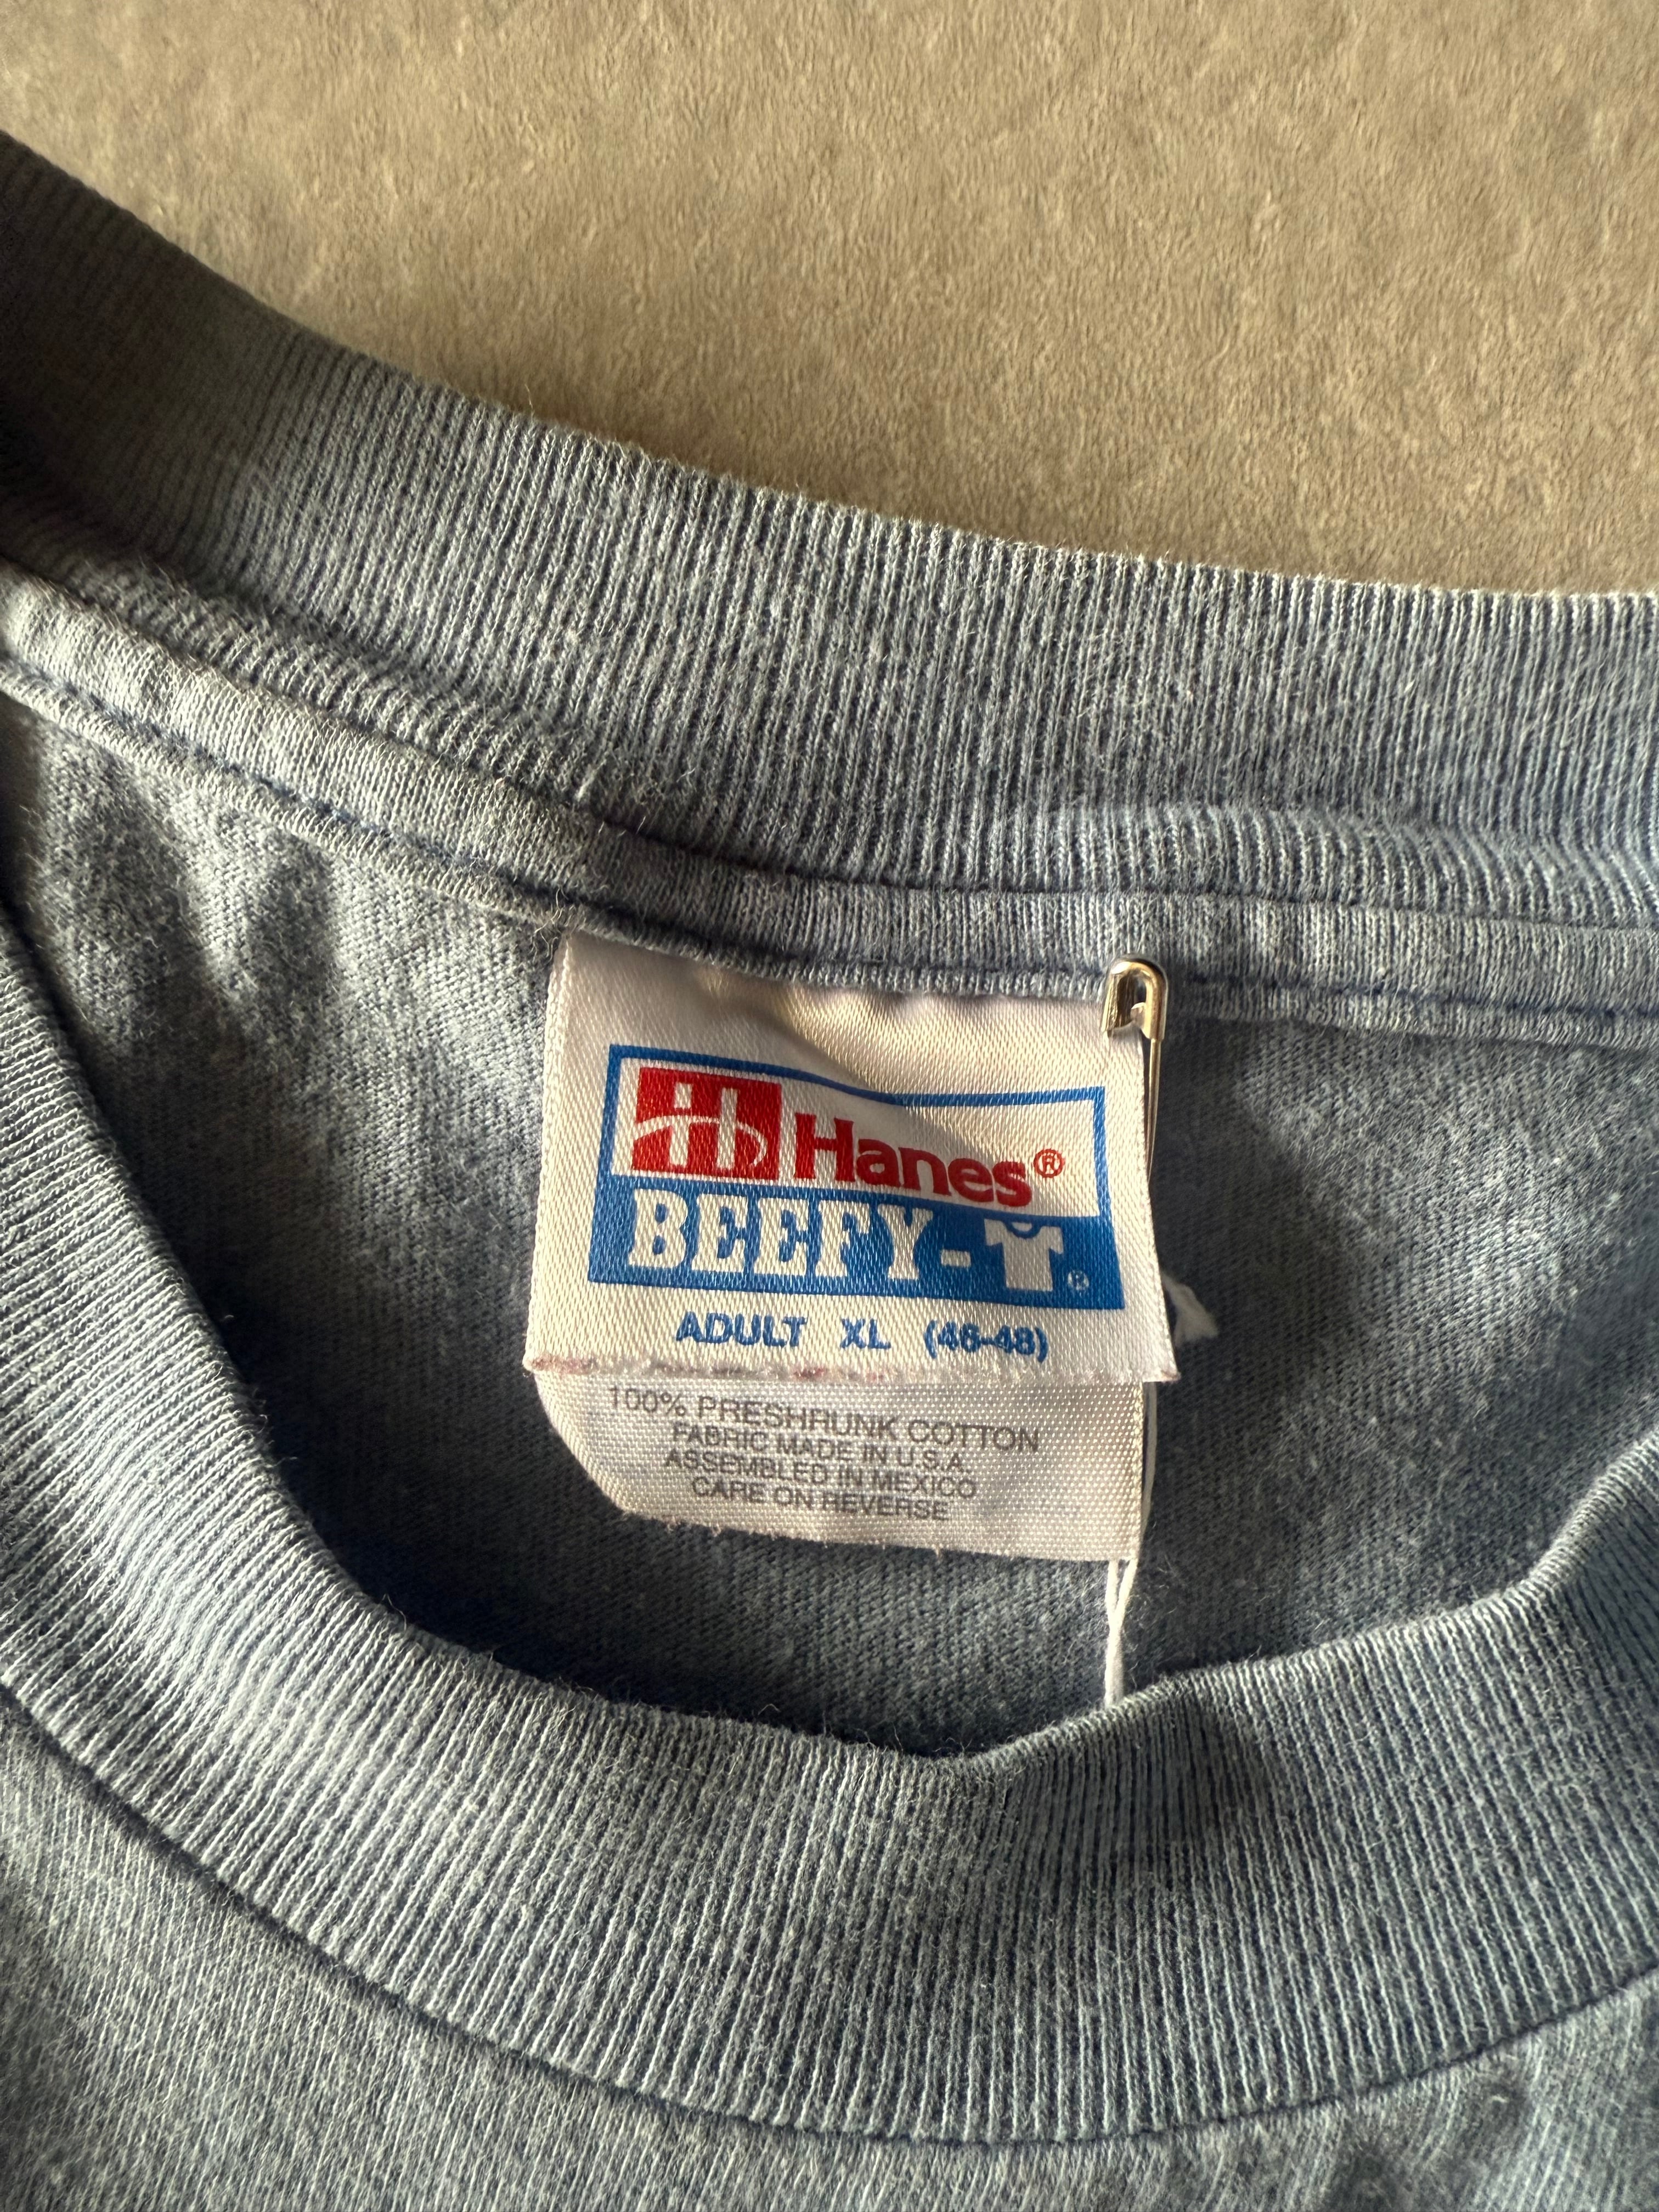 Hanes®
BEEFY-T®
ADULT XL (46-48)
100% PRESHRUNK COTTON
FABRIC MADE IN U.S.A.
ASSEMBLED IN MEXICO
CARE ON REVERSE